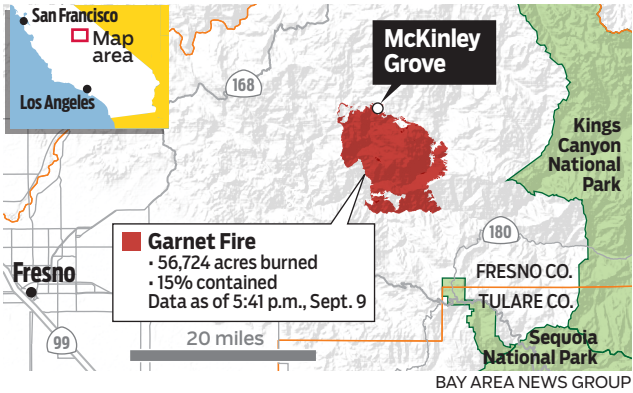 San Francisco
Map
area
Los Angeles
168
McKinley
Grove
Kings
Canyon
National
Park
Garnet Fire
· 56,724 acres burned
· 15% contained
Data as of 5:41 p.m., Sept. 9
180
FRESNO CO.
TULARE CO.
Fresno
99
20 miles
Sequoia
National Park
BAY AREA NEWS GROUP